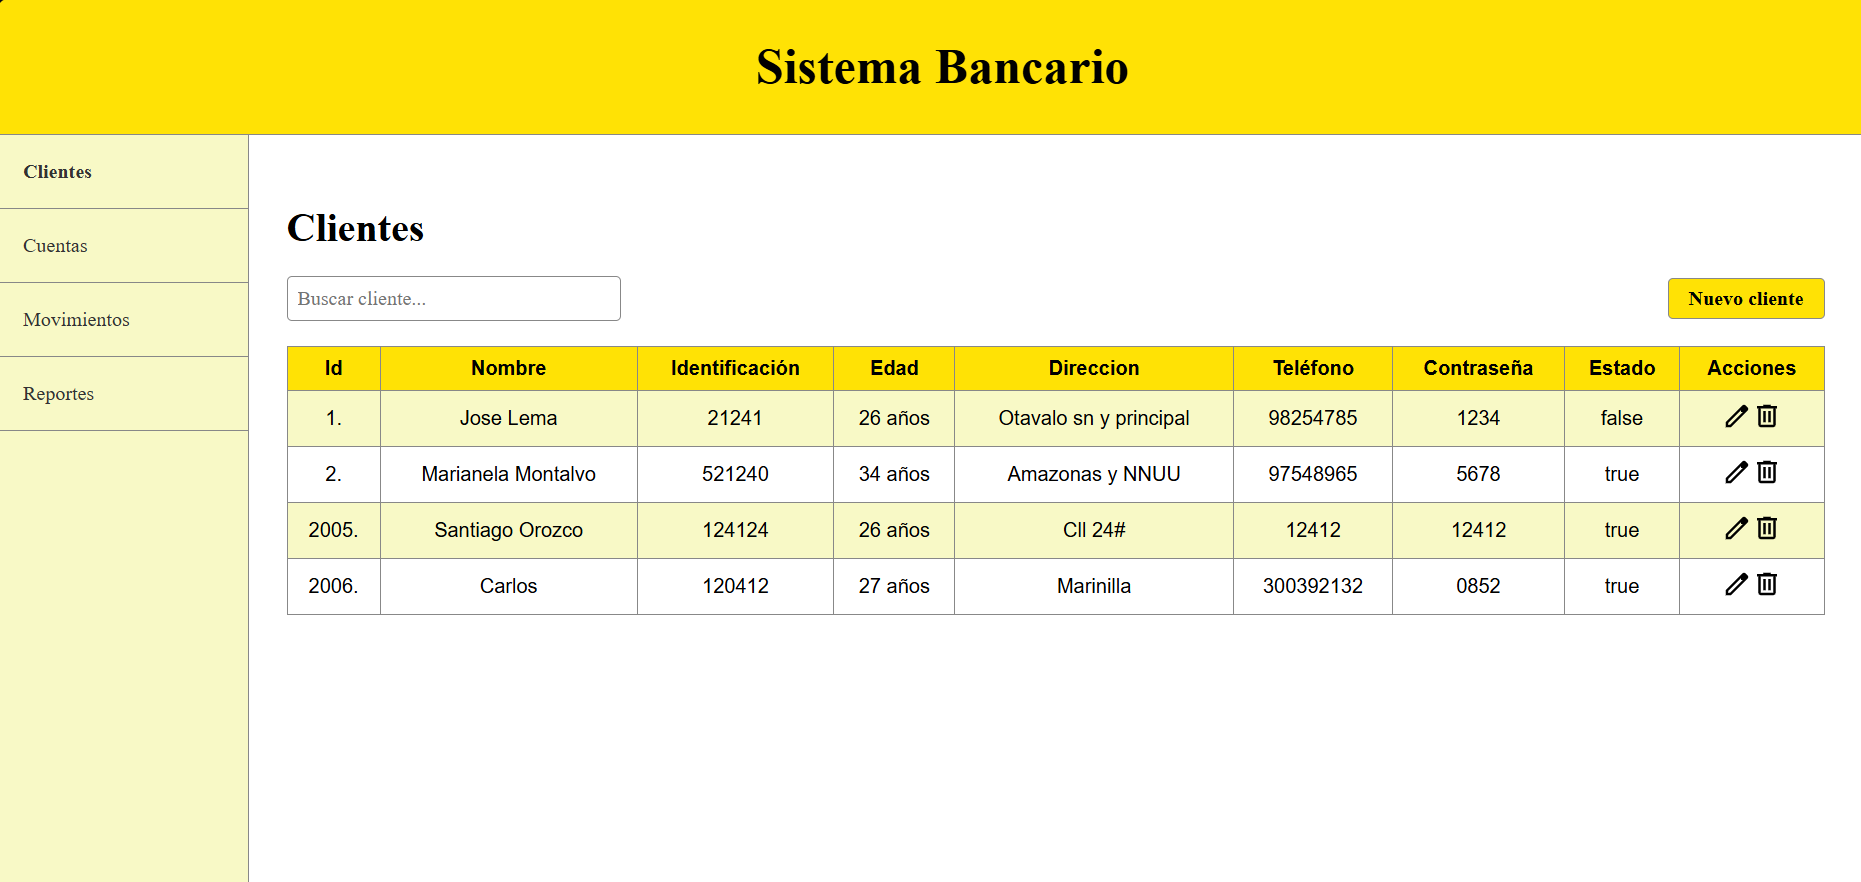 Sistema Bancario
Clientes
Cuentas
Movimientos
Reportes
Clientes
Buscar cliente...
Nuevo cliente
Id Nombre Identificación Edad Direccion Teléfono Contraseña Estado Acciones
1. Jose Lema 21241 26 años Otavalo sn y principal 98254785 1234 false
2. Marianela Montalvo 521240 34 años Amazonas y NNUU 97548965 5678 true
2005. Santiago Orozco 124124 26 años Cll 24# 12412 12412 true
2006. Carlos 120412 27 años Marinilla 300392132 0852 true